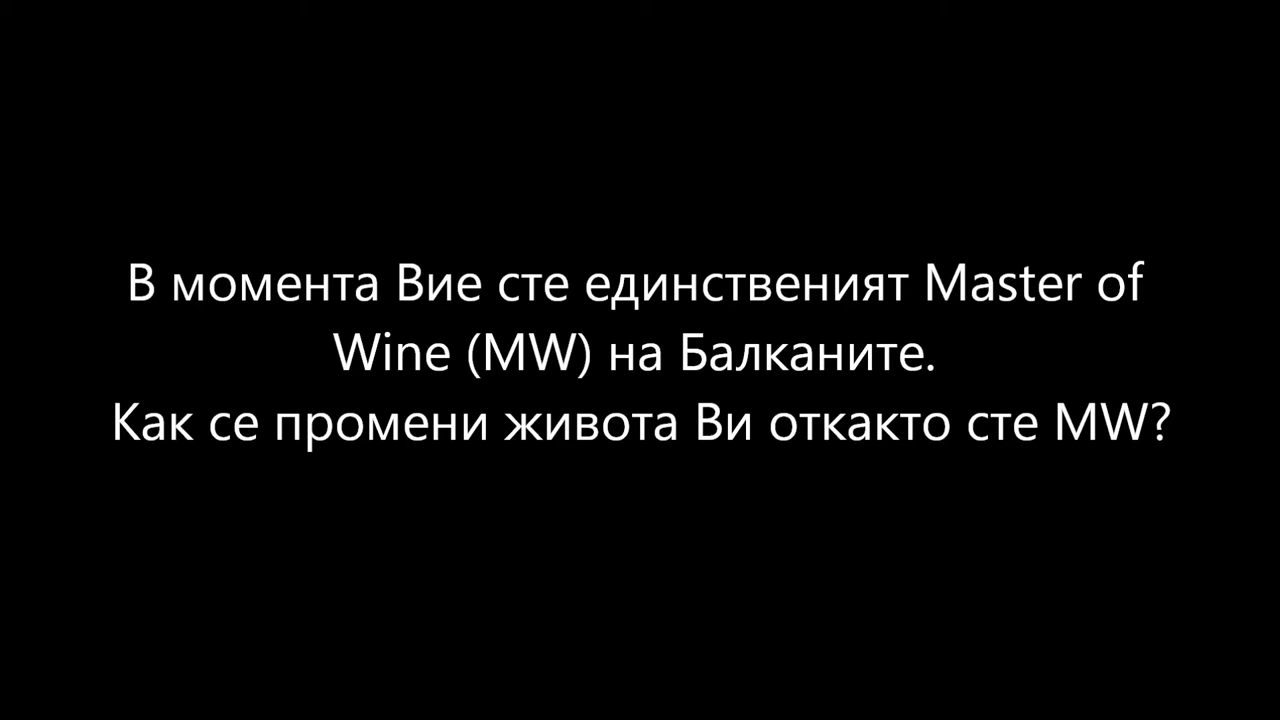 В момента Вие сте единственият Master of
Wine (MW) на Балканите.
Как се промени живота Ви откакто сте MW?